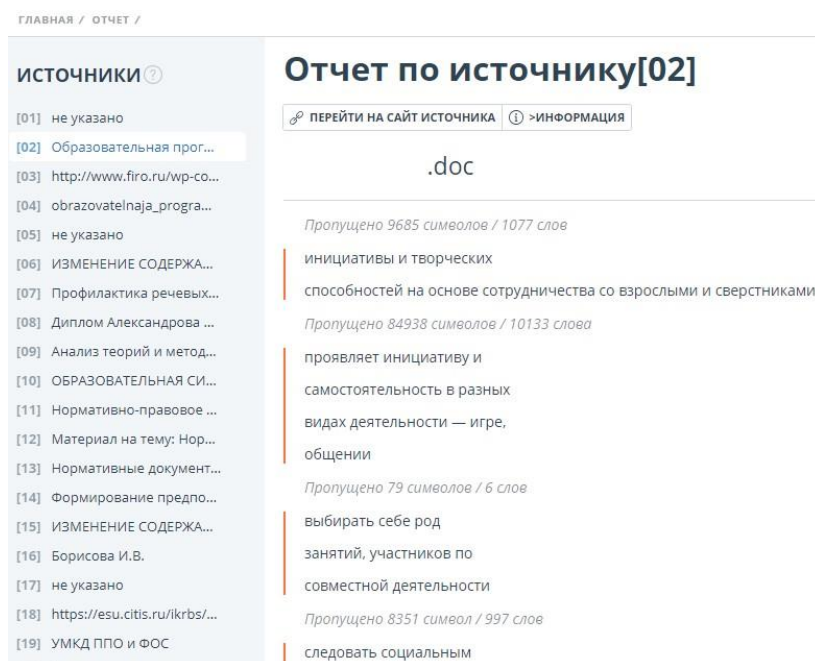 ГЛАВНАЯ / ОТЧЕТ /
ИСТОЧНИКИ ?
[01] не указано
[02] Образовательная прог...
[03] http://www.firo.ru/wp-co...
[04] obrazovatelnaja_progra...
[05] не указано
[06] ИЗМЕНЕНИЕ СОДЕРЖА...
[07] Профилактика речевых...
[08] Диплом Александрова ...
[09] Анализ теорий и метод...
[10] ОБРАЗОВАТЕЛЬНАЯ СИ...
[11] Нормативно-правовое ...
[12] Материал на тему: Нор...
[13] Нормативные документ...
[14] Формирование предпо...
[15] ИЗМЕНЕНИЕ СОДЕРЖА...
[16] Борисова И.В.
[17] не указано
[18] https://esu.citis.ru/ikrbs/...
[19] УМКД ППО и ФОС
Отчет по источнику[02]
ПЕРЕЙТИ НА САЙТ ИСТОЧНИКА
>ИНФОРМАЦИЯ
.doc
Пропущено 9685 символов / 1077 слов
инициативы и творческих
способностей на основе сотрудничества со взрослыми и сверстниками
Пропущено 84938 символов / 10133 слова
проявляет инициативу и
самостоятельность в разных
видах деятельности — игре,
общении
Пропущено 79 символов / 6 слов
выбирать себе род
занятий, участников по
совместной деятельности
Пропущено 8351 символ / 997 слов
следовать социальным